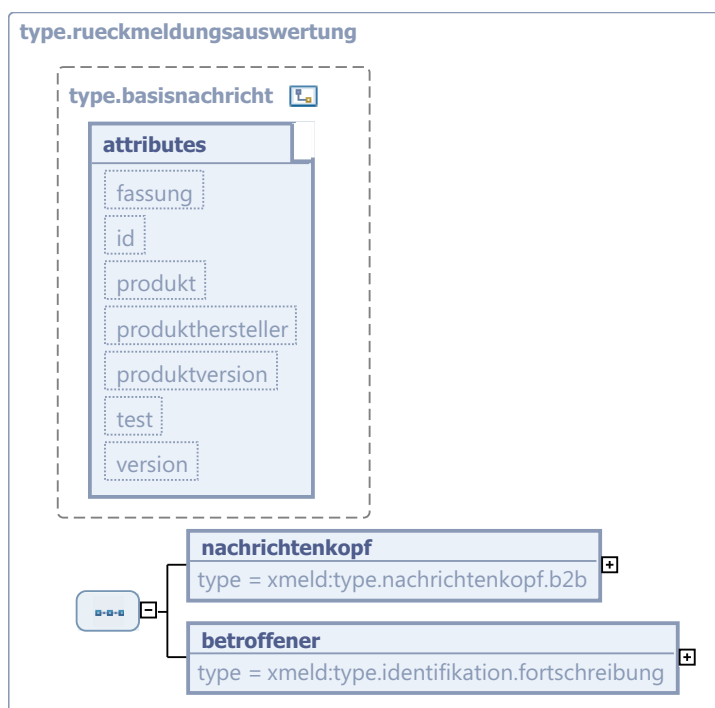 type.rueckmeldungsauswertung
type.basisnachricht
attributes
fassung
id
produkt
produkthersteller
produktversion
test
version
nachrichtenkopf
type = xmeld:type.nachrichtenkopf.b2b
betroffener
type = xmeld:type.identifikation.fortschreibung